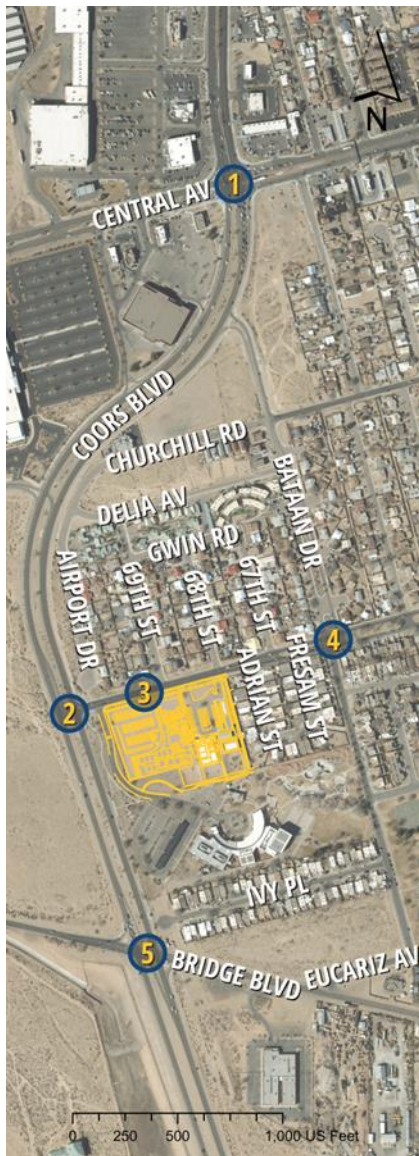 N
1
CENTRAL AV
COORS BLVD
CHURCHILL RD
DELIA AV
BATAAN DR
GWIN RD
AIRPORT DR
69TH ST
68TH ST
67TH ST
4
FRESAM ST
ADRIAN ST
3
2
IVY PL
5
BRIDGE BLVD
EUCARIZ AV
0 250 500 1,000 US Feet